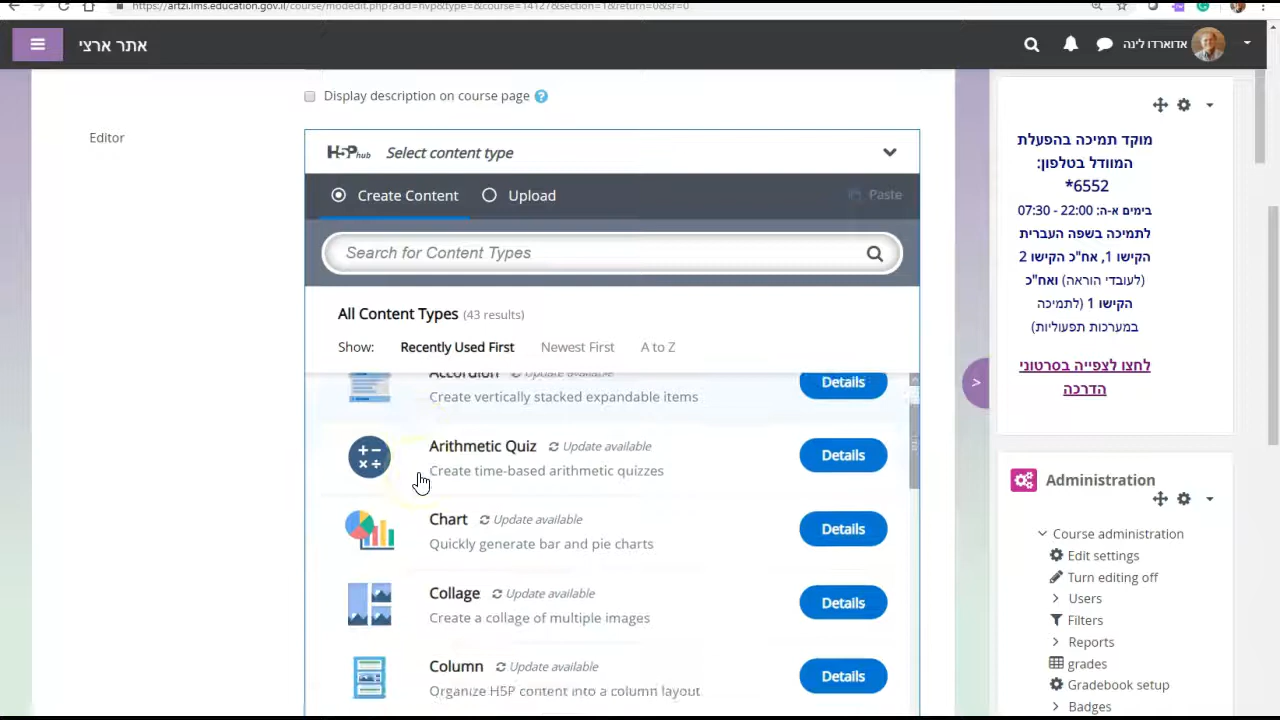 artzi.lms.education.gov.il/course/modedit.php?add=hvp&type=&course=14127&section=1&return=0&sr=0
אתר ארצי
אדוארדו לינה
Display description on course page
Editor
H5P hub Select content type
Create Content
Upload
Paste
Search for Content Types
All Content Types (43 results)
Show: Recently Used First Newest First A to Z
Accordion Update available
Create vertically stacked expandable items
Details
Arithmetic Quiz Update available
Create time-based arithmetic quizzes
Details
Chart Update available
Quickly generate bar and pie charts
Details
Collage Update available
Create a collage of multiple images
Details
Column Update available
Organize H5P content into a column layout
Details
>
מוקד תמיכה בהפעלת
המוודל בטלפון:
6552*
בימים א-ה: 22:00 - 07:30
לתמיכה בשפה העברית
הקישו 1, אח"כ הקישו 2
(לעובדי הוראה) ואח"כ
הקישו 1 (לתמיכה
במערכות תפעוליות)
לחצו לצפייה בסרטוני
הדרכה
Administration
Course administration
Edit settings
Turn editing off
Users
Filters
Reports
grades
Gradebook setup
Badges